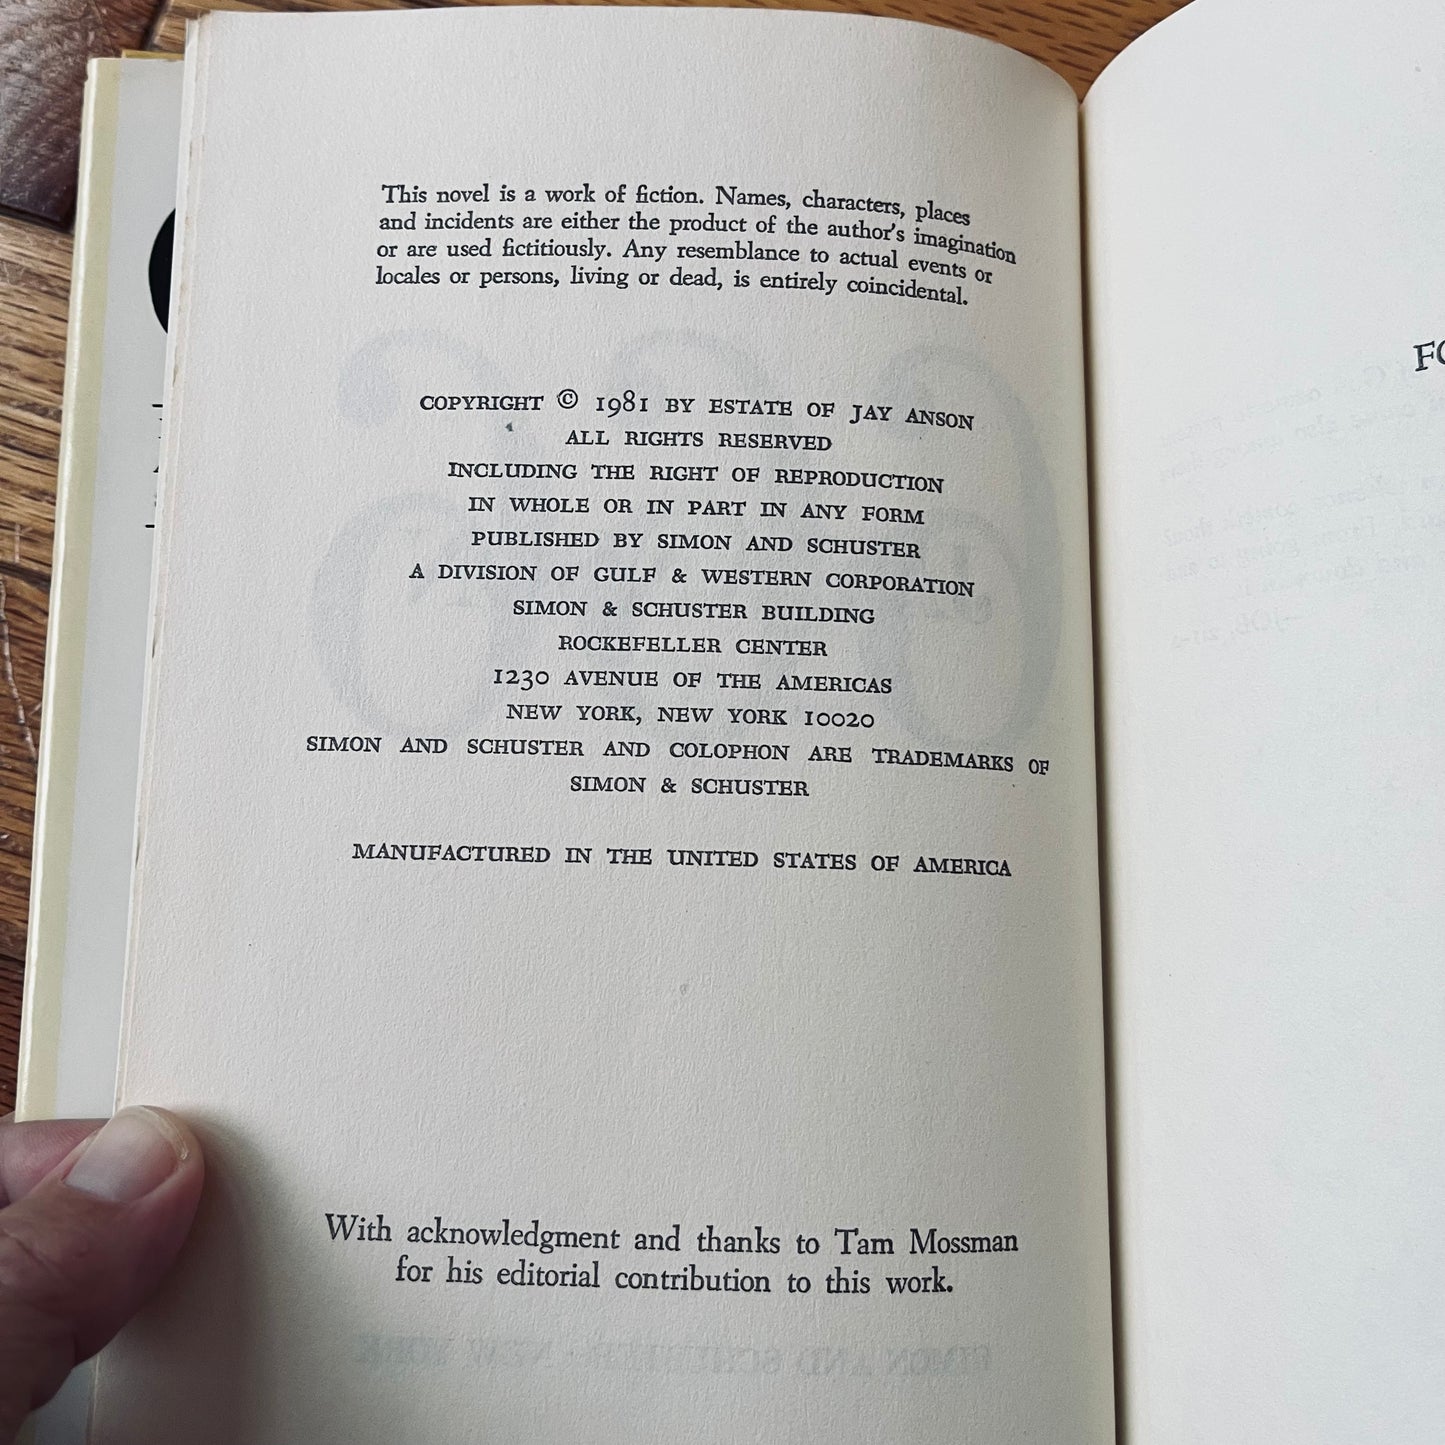 This novel is a work of fiction. Names, characters, places
and incidents are either the product of the author's imagination
or are used fictitiously. Any resemblance to actual events or
locales or persons, living or dead, is entirely coincidental.
COPYRIGHT © 1981 BY ESTATE OF JAY ANSON
ALL RIGHTS RESERVED
INCLUDING THE RIGHT OF REPRODUCTION
IN WHOLE OR IN PART IN ANY FORM
PUBLISHED BY SIMON AND SCHUSTER
A DIVISION OF GULF & WESTERN CORPORATION
SIMON & SCHUSTER BUILDING
ROCKEFELLER CENTER
1230 AVENUE OF THE AMERICAS
NEW YORK, NEW YORK 10020
SIMON AND SCHUSTER AND COLOPHON ARE TRADEMARKS OF
SIMON & SCHUSTER
MANUFACTURED IN THE UNITED STATES OF AMERICA
With acknowledgment and thanks to Tam Mossman
for his editorial contribution to this work.